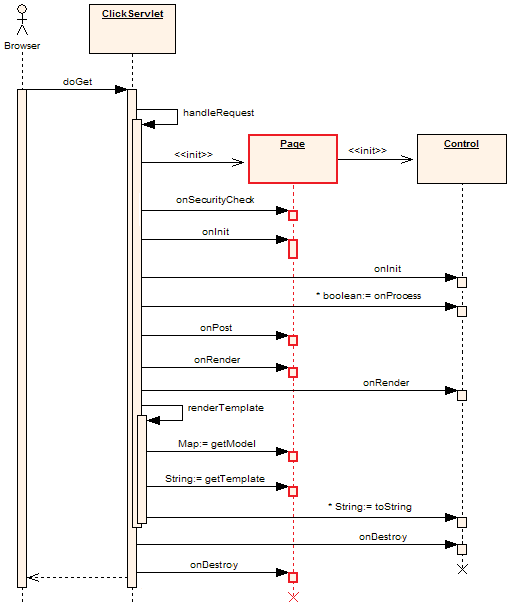 ClickServlet
Browser
doGet
handleRequest
Page
Control
<<init>>
<<init>>
onSecurityCheck
onInit
onInit
* boolean:= onProcess
onPost
onRender
onRender
renderTemplate
Map:= getModel
String:= getTemplate
* String:= toString
onDestroy
onDestroy